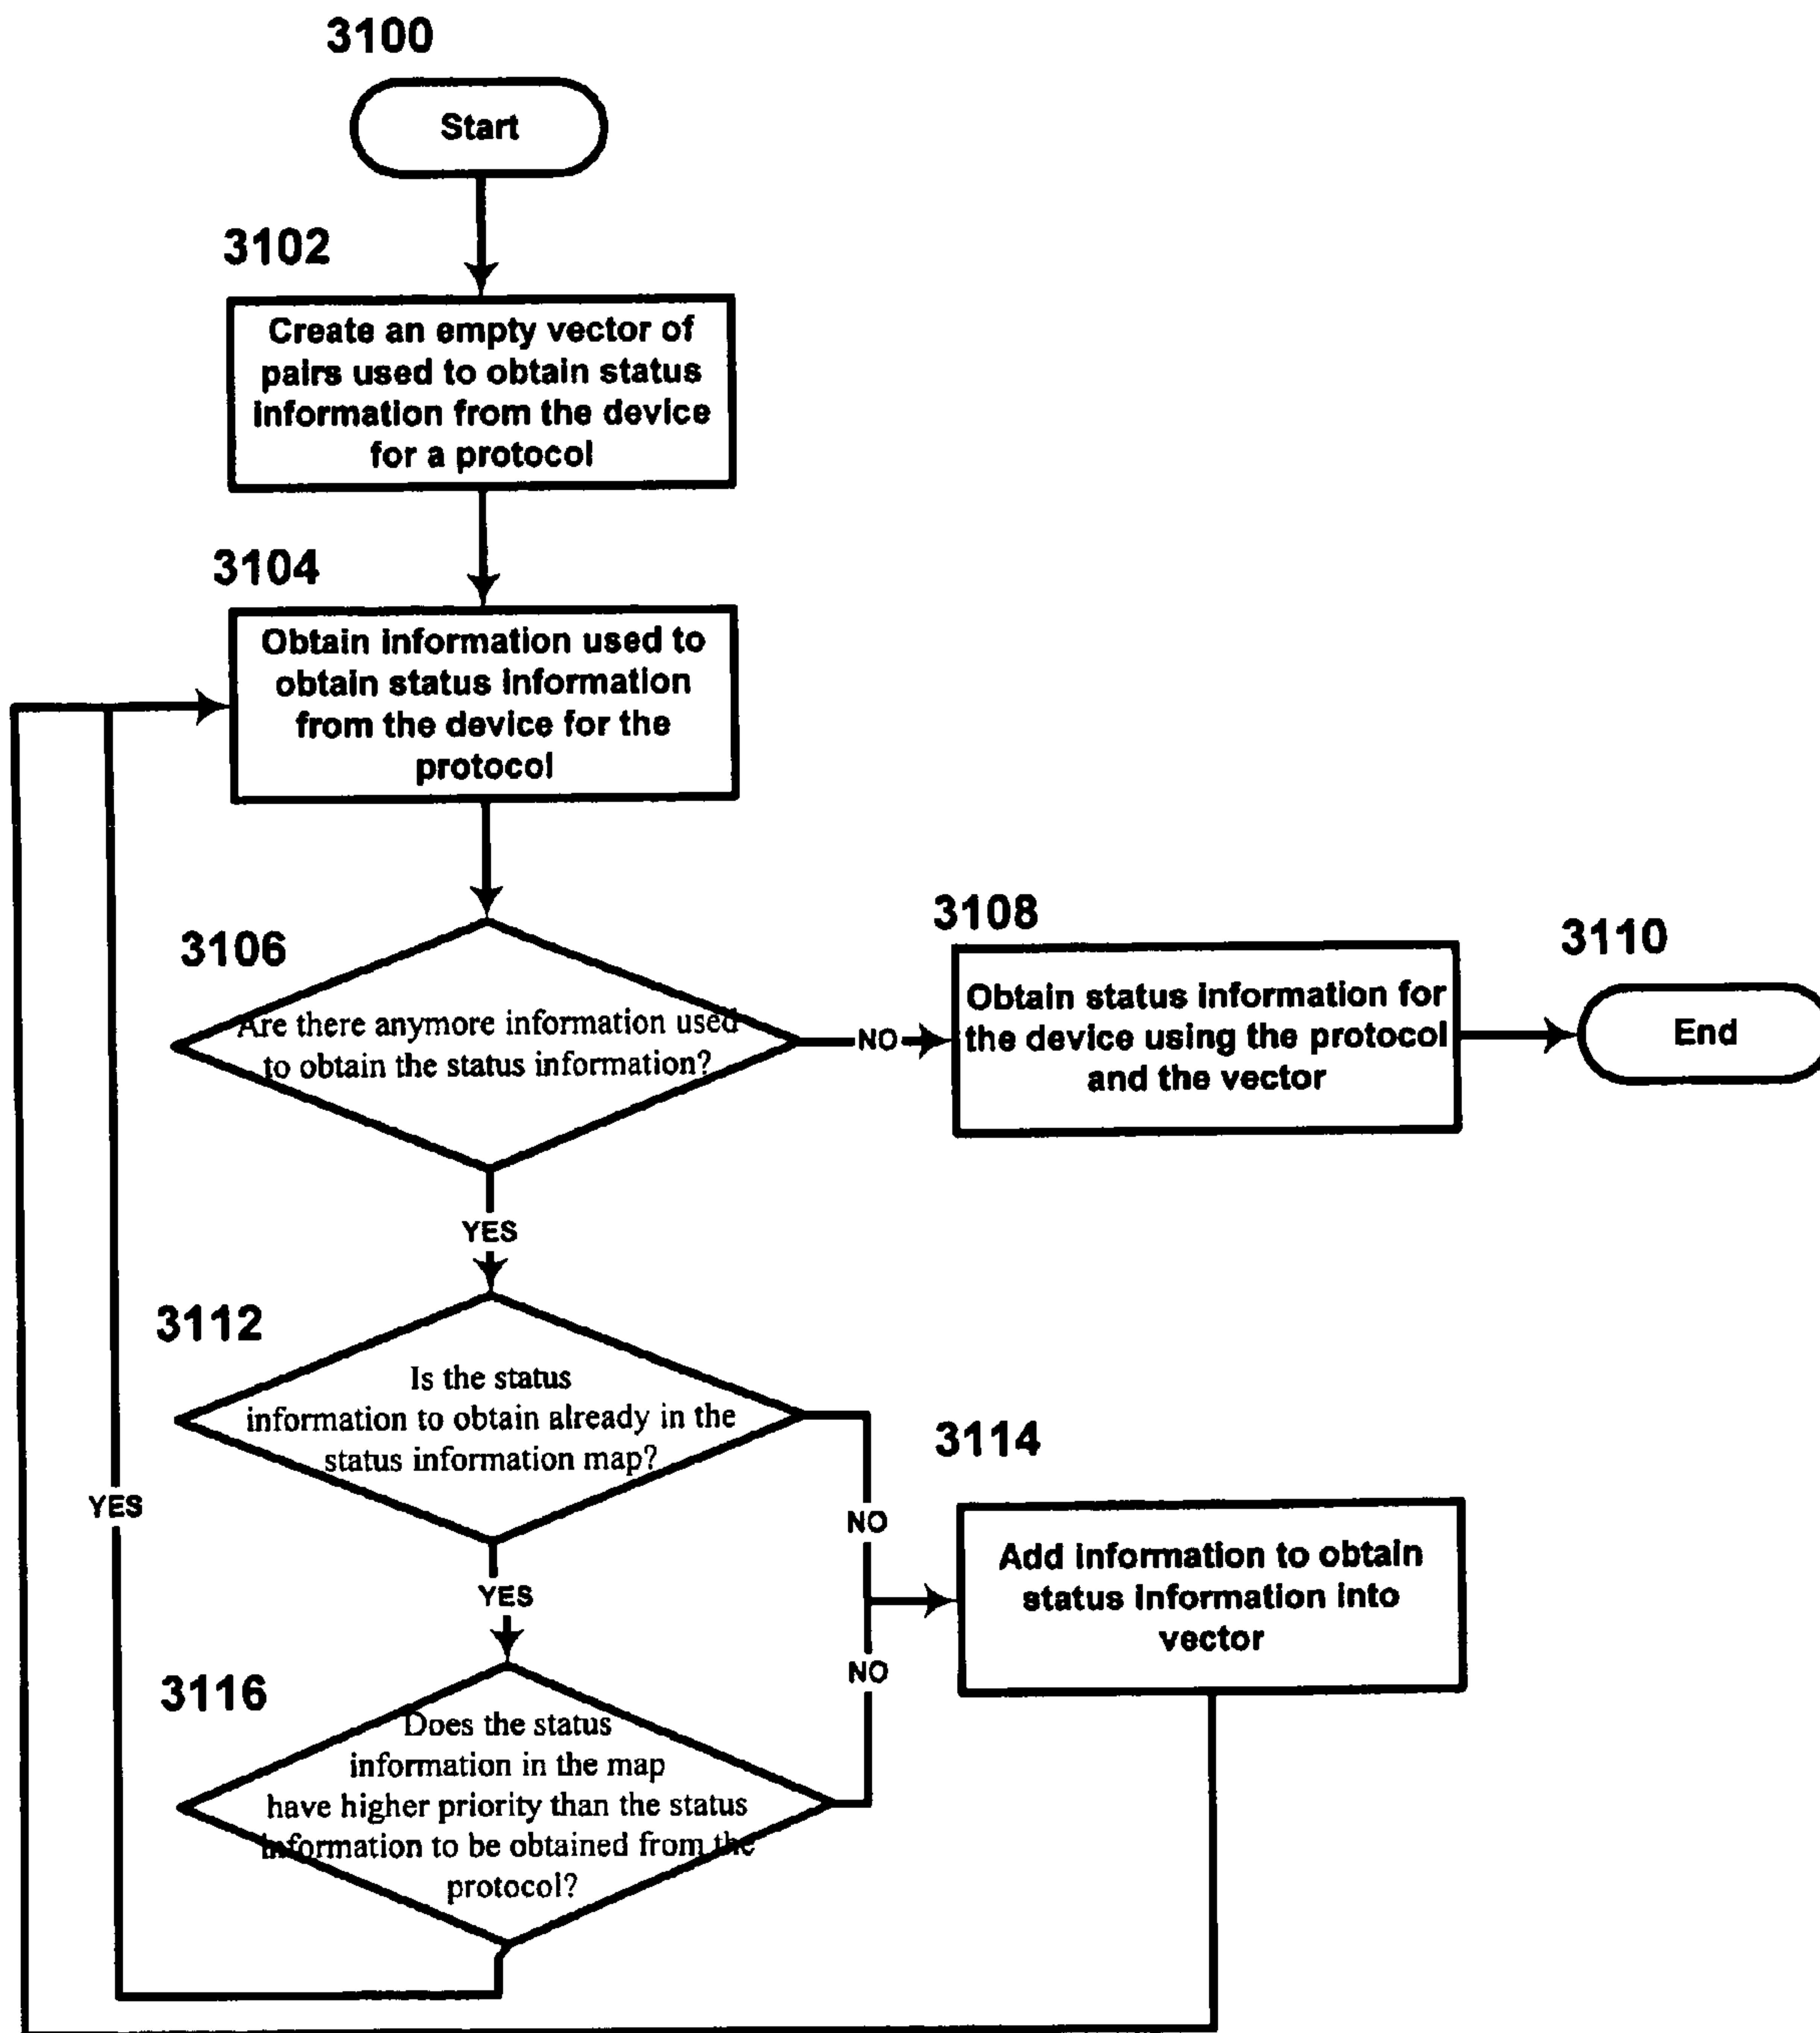 3100
Start
3102
Create an empty vector of
pairs used to obtain status
information from the device
for a protocol
3104
Obtain information used to
obtain status information
from the device for the
protocol
3106
Are there anymore information used
to obtain the status information?
NO
3108
Obtain status information for
the device using the protocol
and the vector
3110
End
YES
3112
Is the status
information to obtain already in the
status information map?
NO
YES
3114
Add information to obtain
status information into
vector
YES
3116
Does the status
information in the map
have higher priority than the status
information to be obtained from the
protocol?
NO